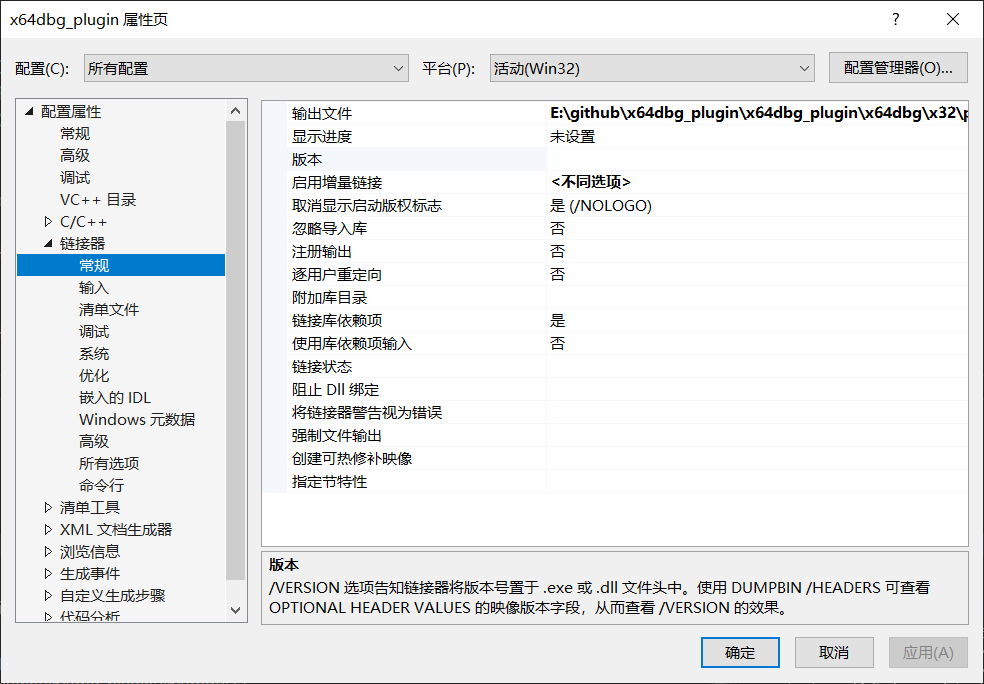 x64dbg_plugin 属性页
?
配置(C):
所有配置
平台(P):
活动(Win32)
配置管理器(O)...
配置属性
常规
高级
调试
VC++ 目录
C/C++
链接器
常规
输入
清单文件
调试
系统
优化
嵌入的 IDL
Windows 元数据
高级
所有选项
命令行
清单工具
XML 文档生成器
浏览信息
生成事件
自定义生成步骤
代码分析
输出文件 E:\github\x64dbg_plugin\x64dbg_plugin\x64dbg\x32\p
显示进度 未设置
版本
启用增量链接 <不同选项>
取消显示启动版权标志 是 (/NOLOGO)
忽略导入库 否
注册输出 否
逐用户重定向 否
附加库目录
链接库依赖项 是
使用库依赖项输入 否
链接状态
阻止 Dll 绑定
将链接器警告视为错误
强制文件输出
创建可热修补映像
指定节特性
版本
/VERSION 选项告知链接器将版本号置于 .exe 或 .dll 文件头中。使用 DUMPBIN /HEADERS 可查看
OPTIONAL HEADER VALUES 的映像版本字段，从而查看 /VERSION 的效果。
确定
取消
应用(A)